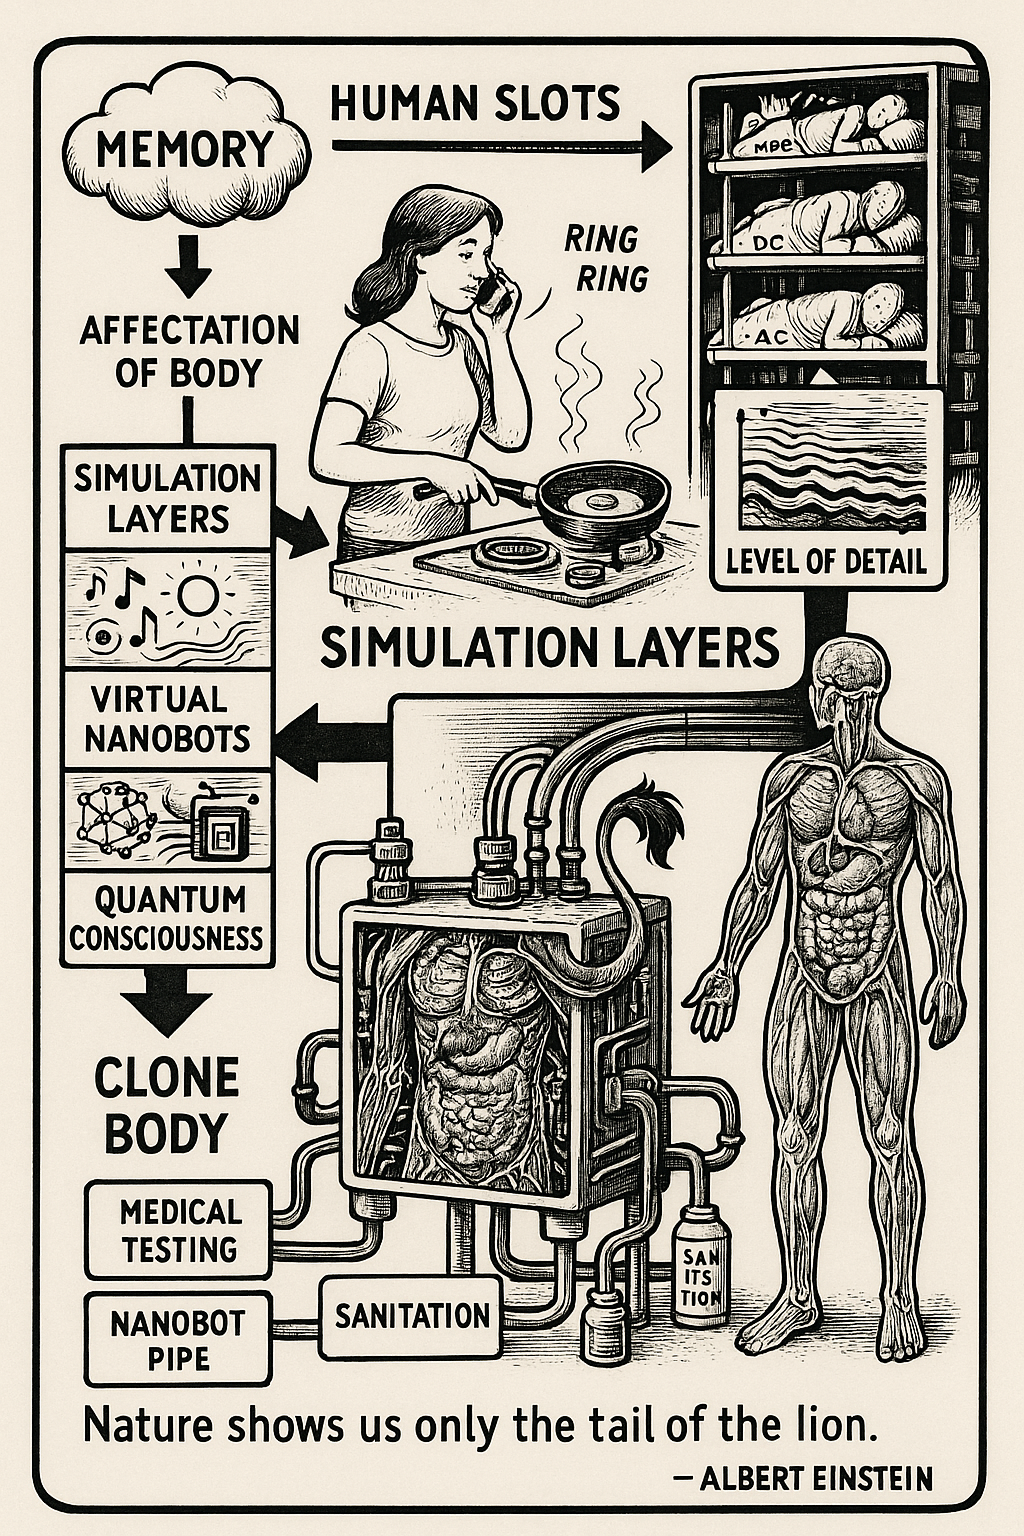 MEMORY
HUMAN SLOTS
MDC
DC
AC
RING
RING
AFFECTATION
OF BODY
SIMULATION
LAYERS
LEVEL OF DETAIL
SIMULATION LAYERS
VIRTUAL
NANOBOTS
QUANTUM
CONSCIOUSNESS
CLONE
BODY
MEDICAL
TESTING
SAN
ITS
TION
SANITATION
NANOBOT
PIPE
Nature shows us only the tail of the lion.
– ALBERT EINSTEIN